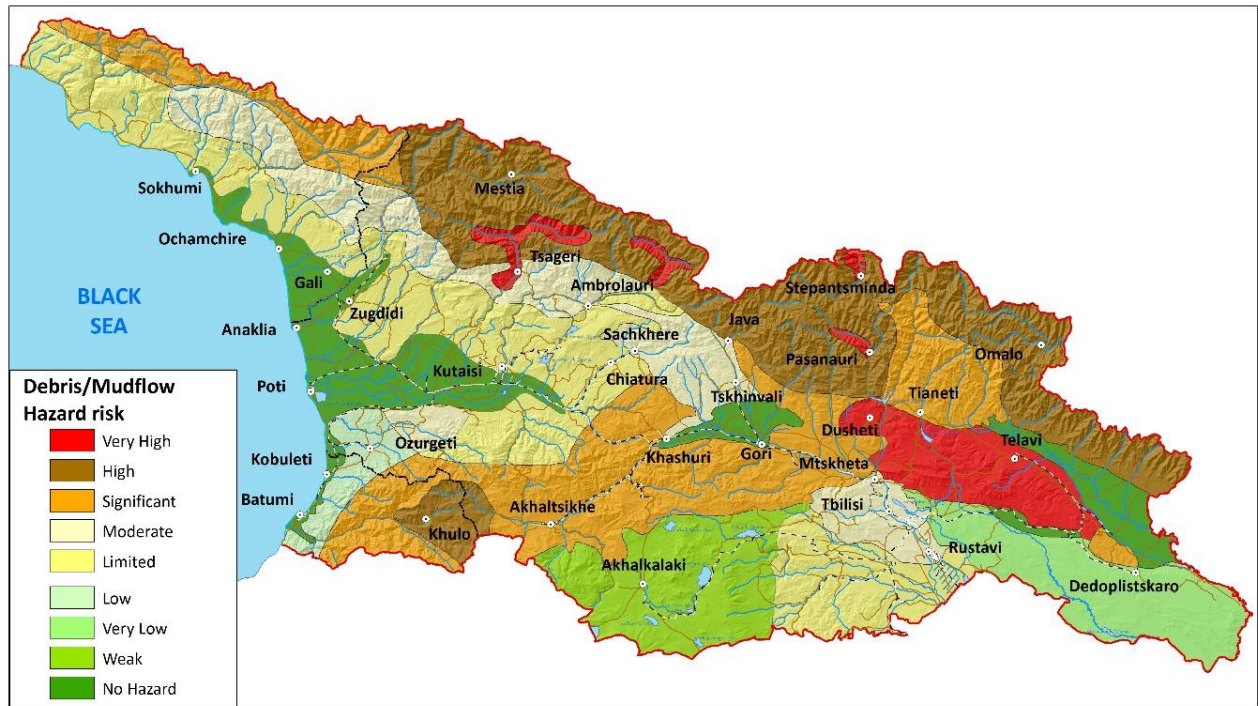 Sokhumi
Mestia
Ochamchire
Tsageri
Gali
Ambrolauri
Stepantsminda
BLACK
SEA
Zugdidi
Anaklia
Sachkhere
Java
Pasanauri
Omalo
Kutaisi
Chiatura
Poti
Tskhinvali
Tianeti
Debris/Mudflow
Hazard risk
Very High
High
Significant
Moderate
Limited
Low
Very Low
Weak
No Hazard
Dusheti
Ozurgeti
Telavi
Khashuri
Gori
Kobuleti
Mtskheta
Batumi
Akhaltsikhe
Tbilisi
Khulo
Rustavi
Akhalkalaki
Dedoplistskaro